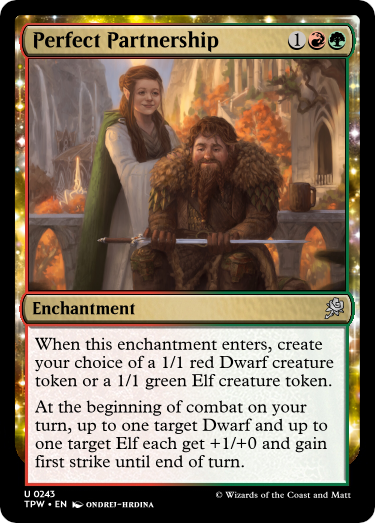 Perfect Partnership 1
Enchantment
When this enchantment enters, create
your choice of a 1/1 red Dwarf creature
token or a 1/1 green Elf creature token.
At the beginning of combat on your
turn, up to one target Dwarf and up to
one target Elf each get +1/+0 and gain
first strike until end of turn.
U 0243
TPW • EN ONDREJ-HRDINA
© Wizards of the Coast and Matt